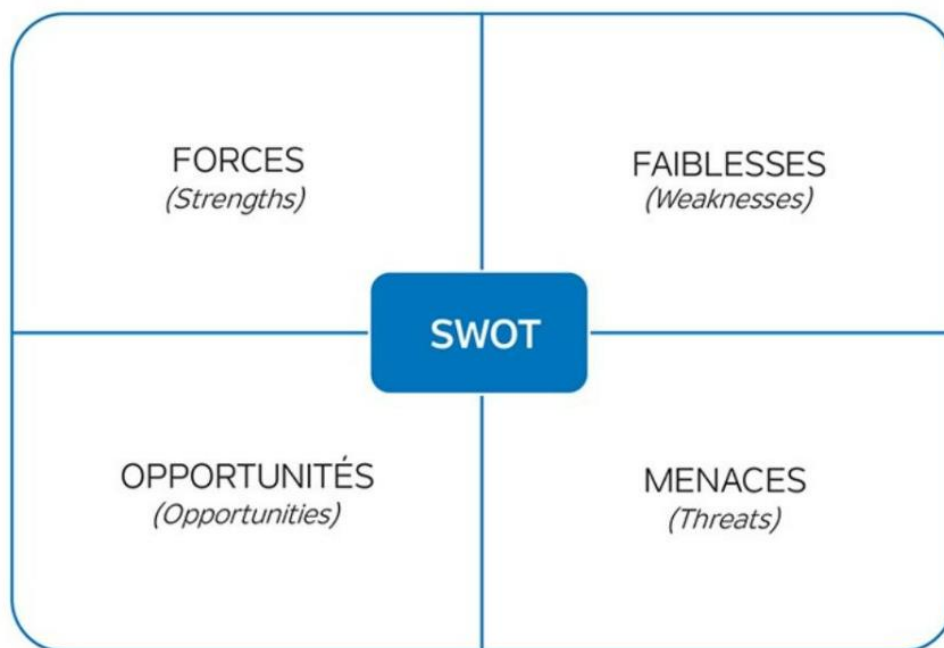 FORCES
(Strengths)
FAIBLESSES
(Weaknesses)
SWOT
OPPORTUNITÉS
(Opportunities)
MENACES
(Threats)